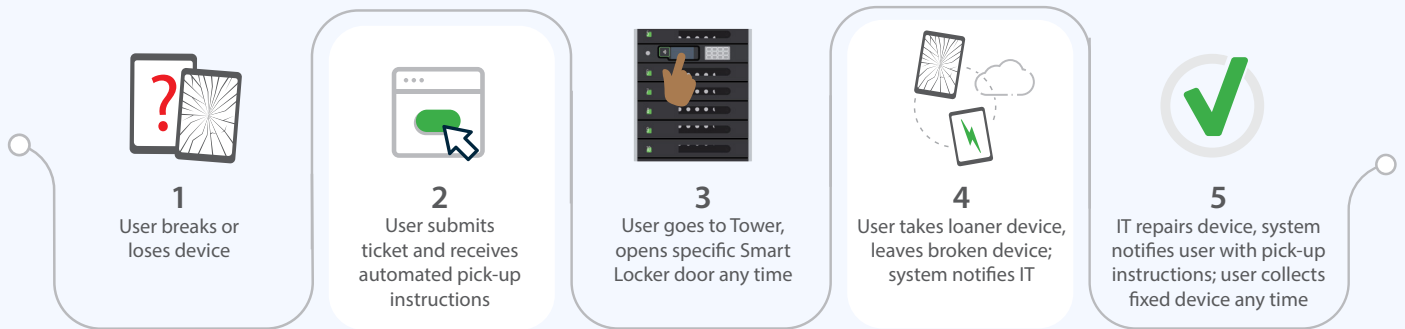 ?
1
User breaks or
loses device
2
User submits
ticket and receives
automated pick-up
instructions
3
User goes to Tower,
opens specific Smart
Locker door any time
4
User takes loaner device,
leaves broken device;
system notifies IT
5
IT repairs device, system
notifies user with pick-up
instructions; user collects
fixed device any time